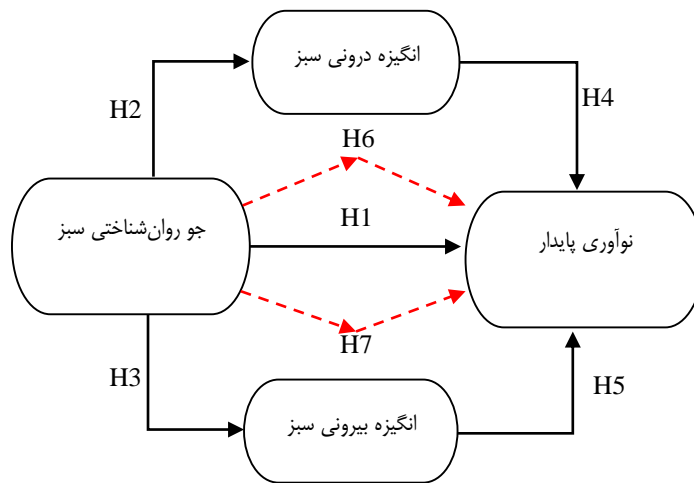 انگیزه درونی سبز
H2
H4
H6
جو روان‌شناختی سبز
H1
نوآوری پایدار
H7
H3
H5
انگیزه بیرونی سبز